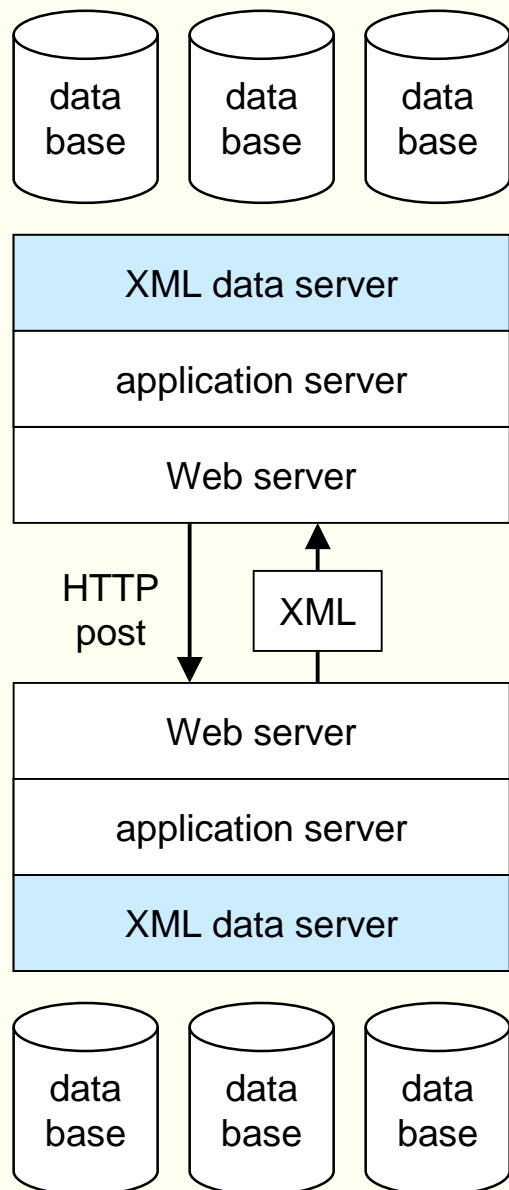 data data data
base base base
XML data server
application server
Web server
HTTP
post
XML
Web server
application server
XML data server
data data data
base base base